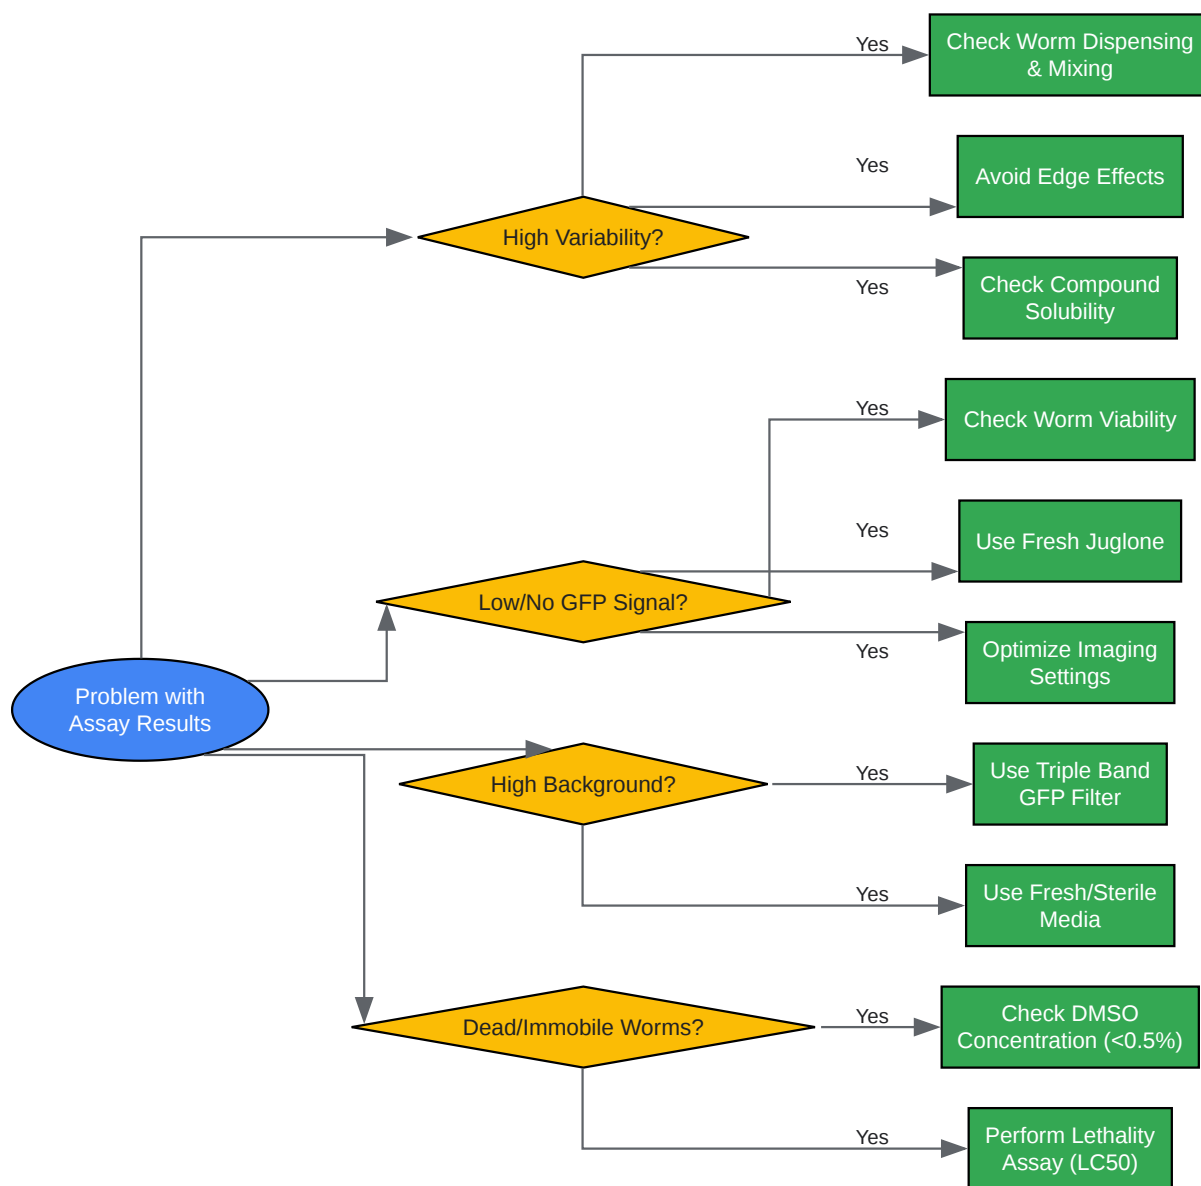 Problem with
Assay Results
High Variability?
Yes
Check Worm Dispensing
& Mixing
Yes
Avoid Edge Effects
Yes
Check Compound
Solubility
Low/No GFP Signal?
Yes
Check Worm Viability
Yes
Use Fresh Juglone
Yes
Optimize Imaging
Settings
High Background?
Yes
Use Triple Band
GFP Filter
Yes
Use Fresh/Sterile
Media
Dead/Immobile Worms?
Yes
Check DMSO
Concentration (<0.5%)
Yes
Perform Lethality
Assay (LC50)